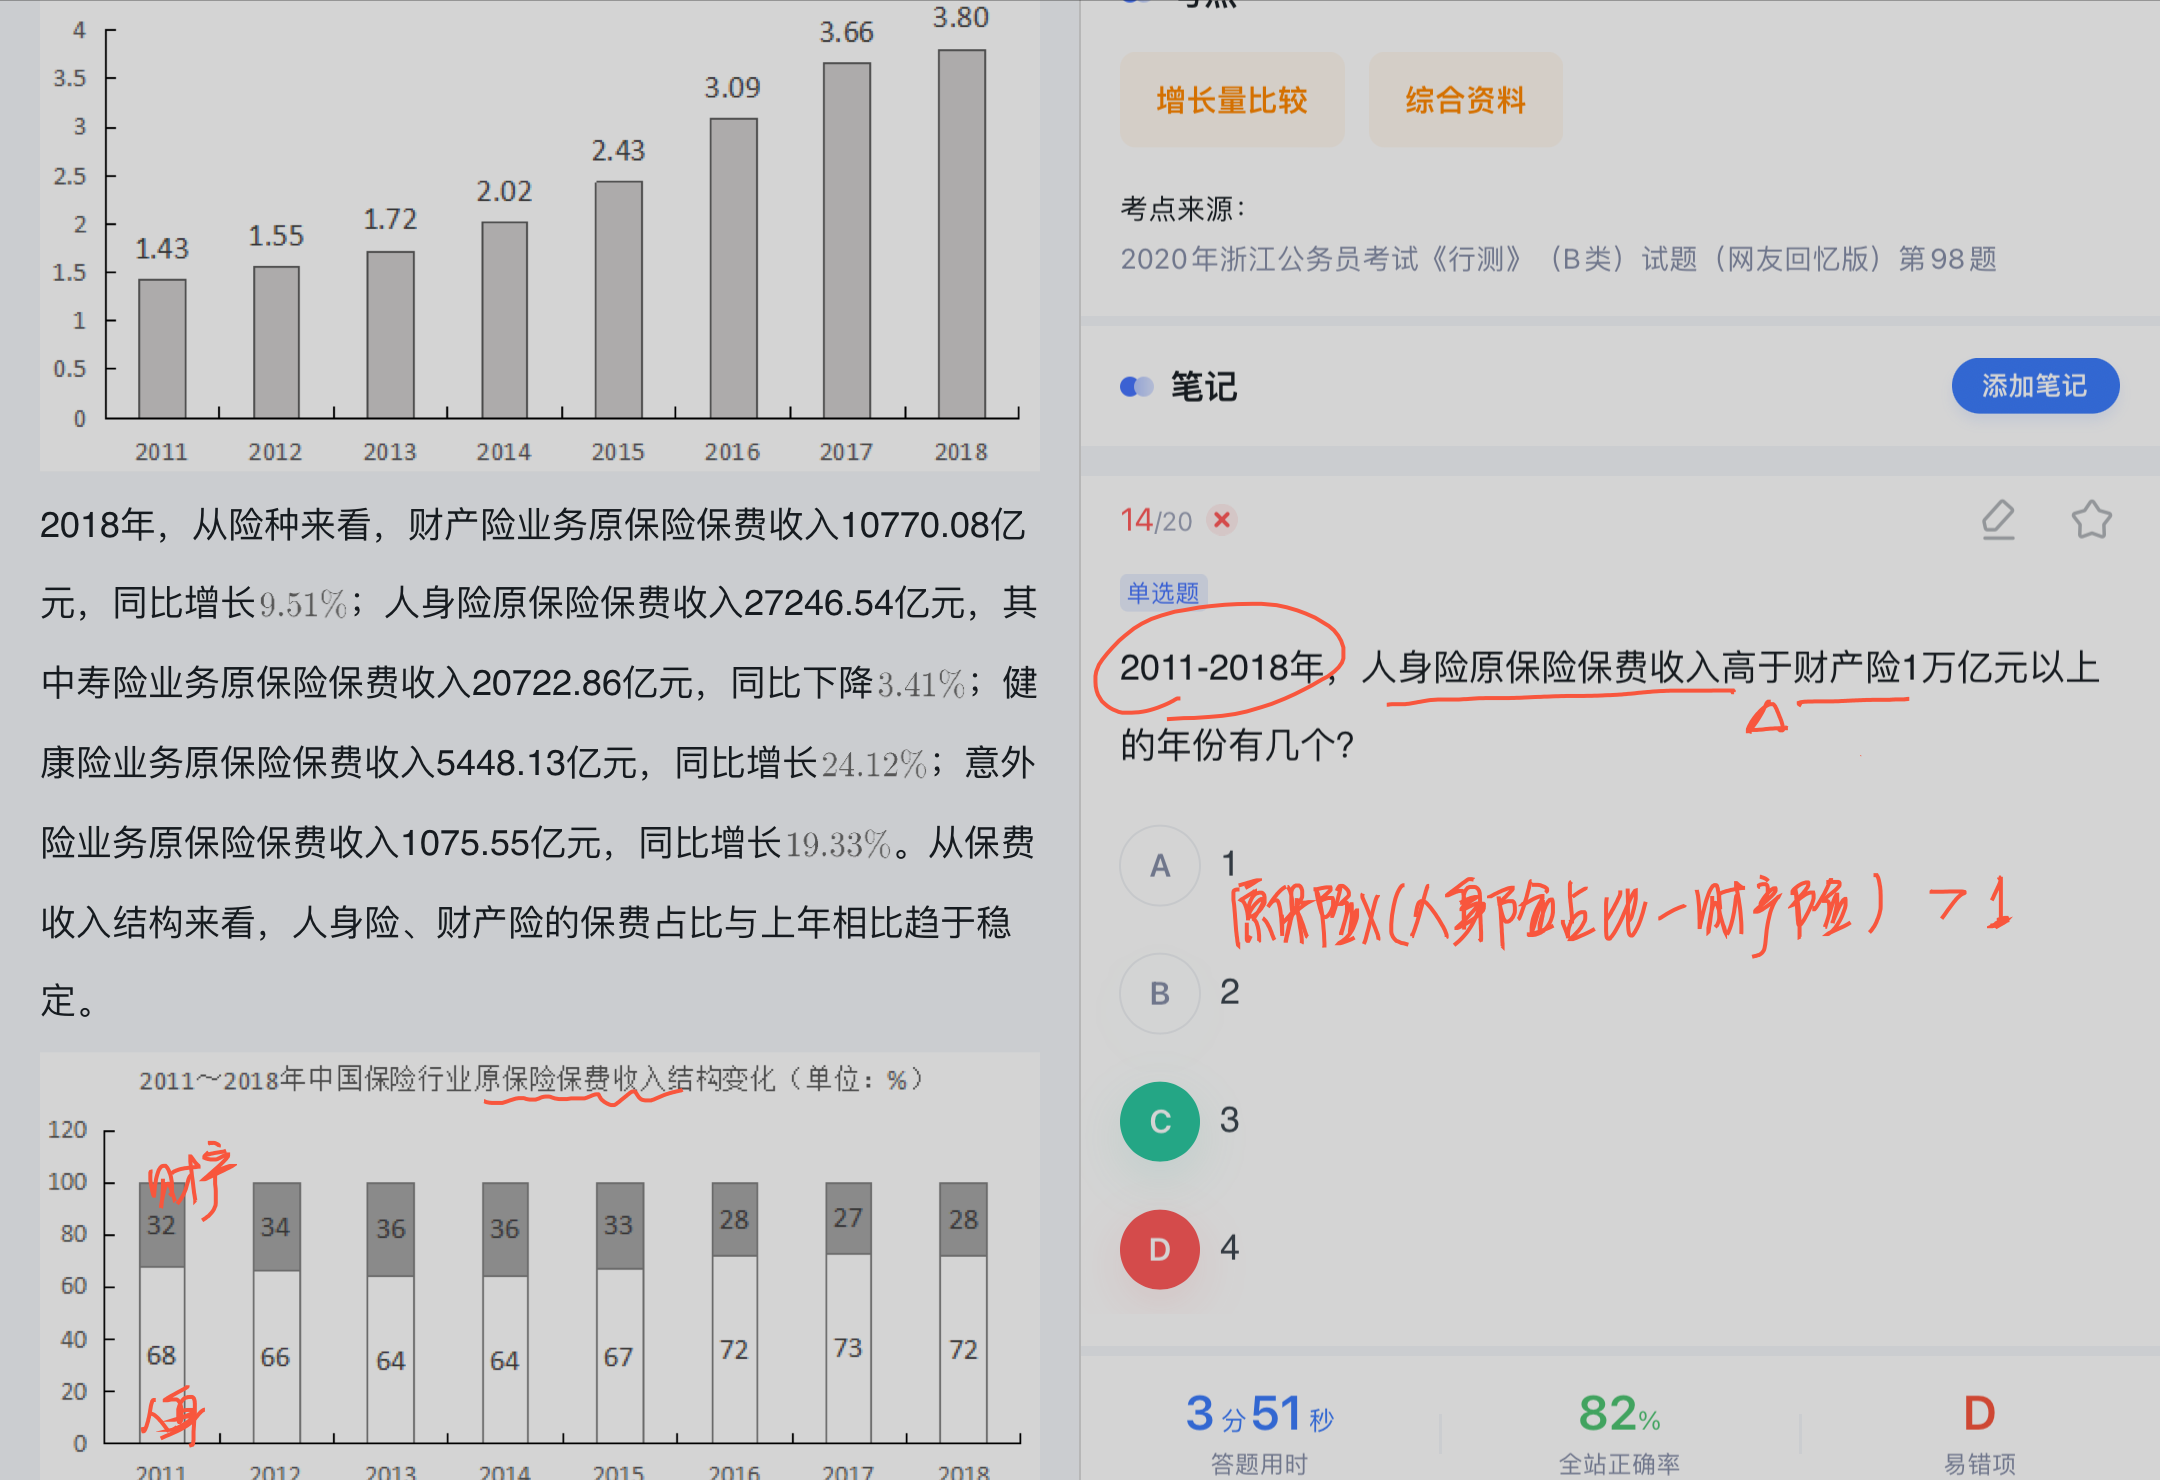 4
3.5
3
2.5
2
1.5
1
0.5
0
1.43
1.55
1.72
2.02
2.43
3.09
3.66
3.80
2011 2012 2013 2014 2015 2016 2017 2018
2018年，从险种来看，财产险业务原保险保费收入10770.08亿
元，同比增长9.51%；人身险原保险保费收入27246.54亿元，其
中寿险业务原保险保费收入20722.86亿元，同比下降3.41%；健
康险业务原保险保费收入5448.13亿元，同比增长24.12%；意外
险业务原保险保费收入1075.55亿元，同比增长19.33%。从保费
收入结构来看，人身险、财产险的保费占比与上年相比趋于稳
定。
2011～2018年中国保险行业原保险保费收入结构变化（单位：%）
120
100
80
60
40
20
0
财产
32 34 36 36 33 28 27 28
68 66 64 64 67 72 73 72
人身
2011 2012 2013 2014 2015 2016 2017 2018
考点
增长量比较 综合资料
考点来源：
2020年浙江公务员考试《行测》（B类）试题（网友回忆版）第98题
笔记
添加笔记
14/20
单选题
2011-2018年，人身险原保险保费收入高于财产险1万亿元以上
的年份有几个？
A 1
原保险×(人身险占比-财产险) > 1
B 2
C 3
D 4
3分51秒
答题用时
82%
全站正确率
D
易错项